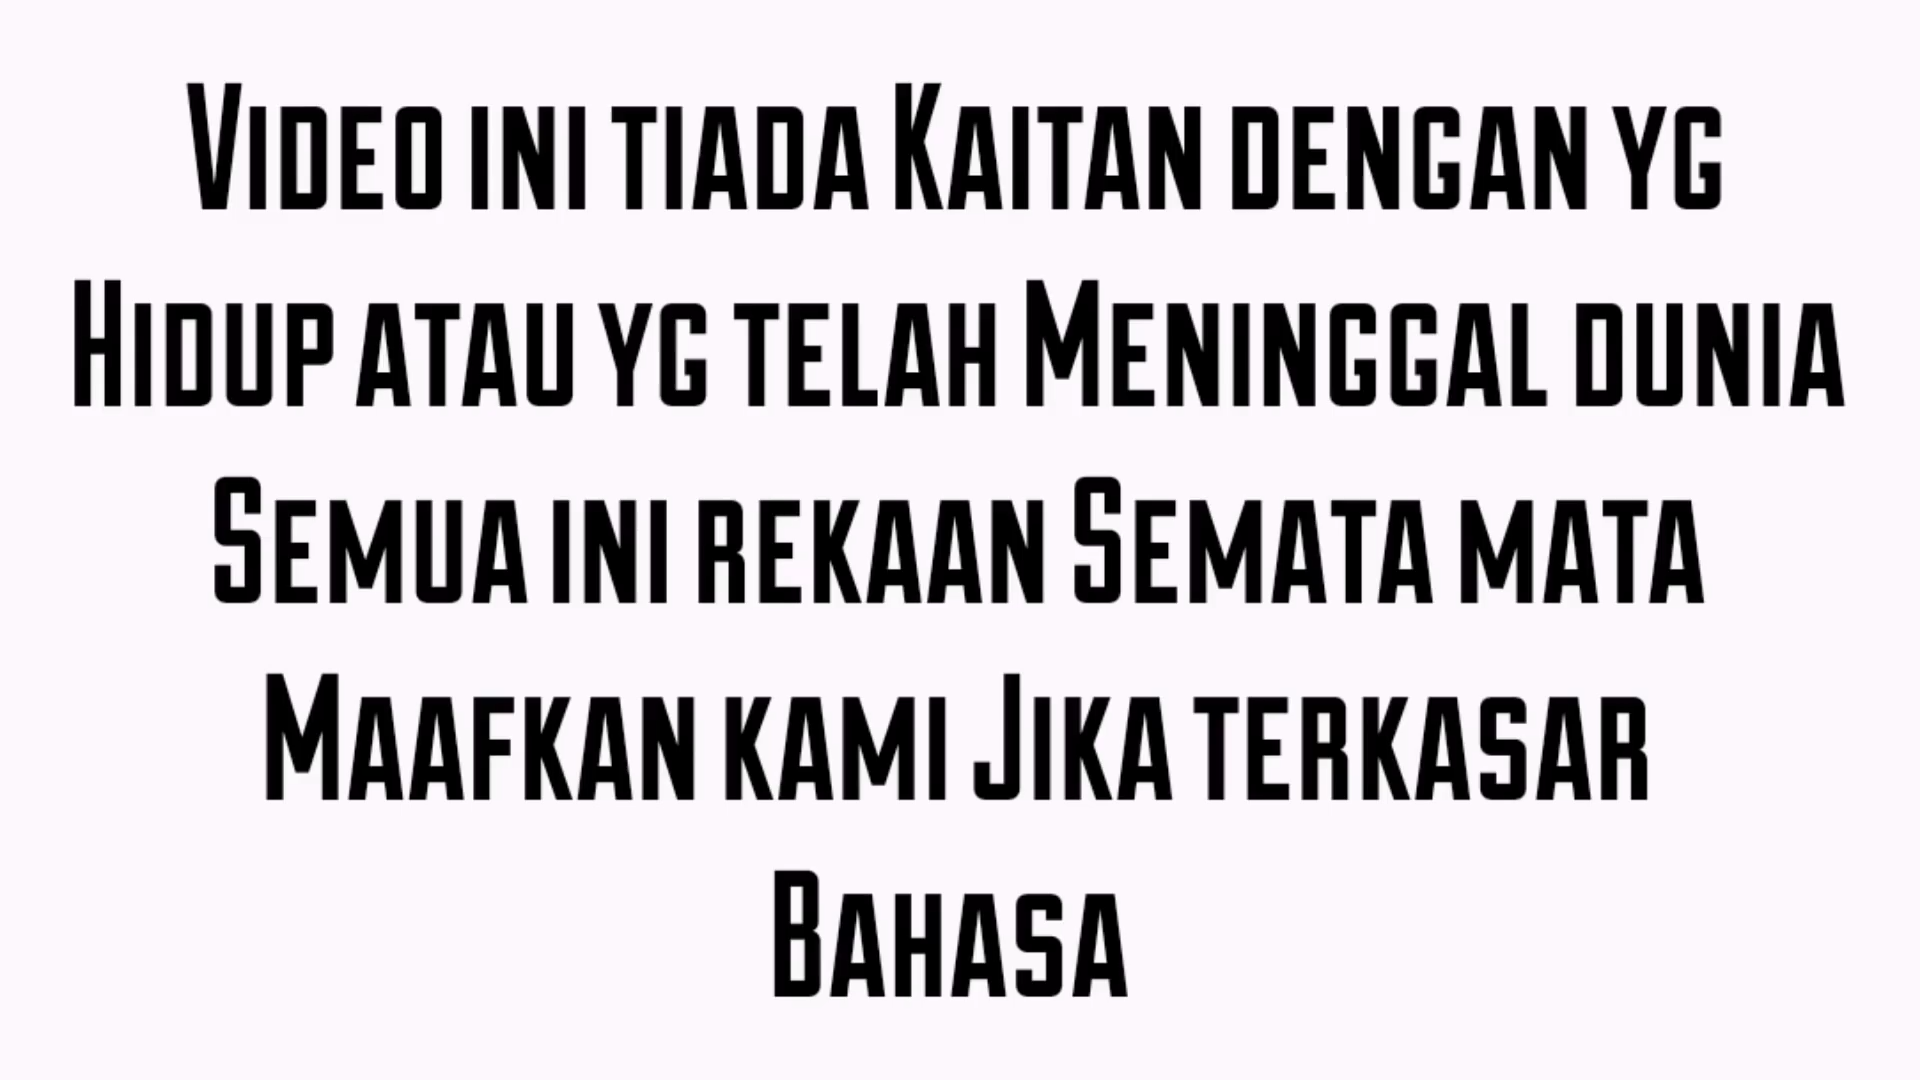 Video ini tiada Kaitan dengan yg
Hidup atau yg telah Meninggal dunia
Semua ini rekaan Semata mata
Maafkan kami Jika terkasar
Bahasa